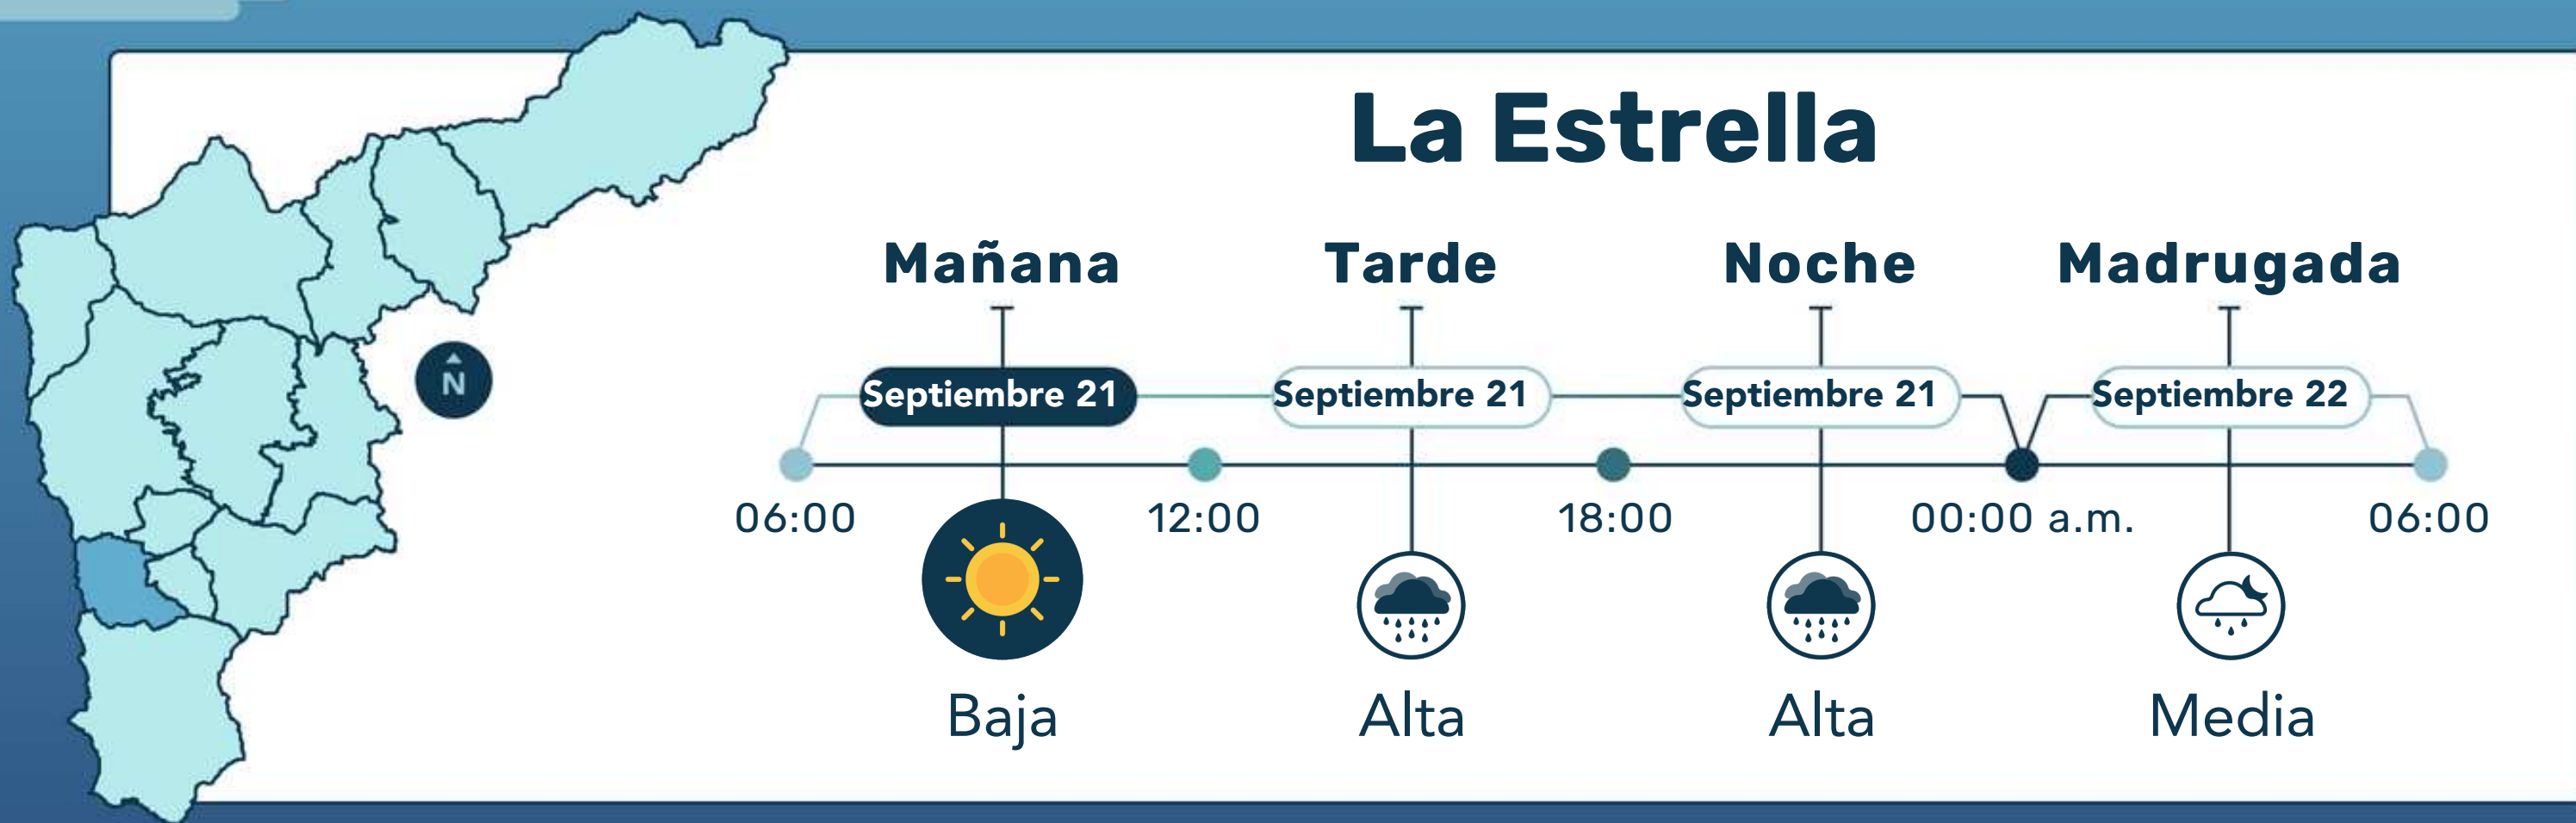 La Estrella
Mañana Tarde Noche Madrugada
N
Septiembre 21 Septiembre 21 Septiembre 21 Septiembre 22
06:00 12:00 18:00 00:00 a.m. 06:00
Baja Alta Alta Media